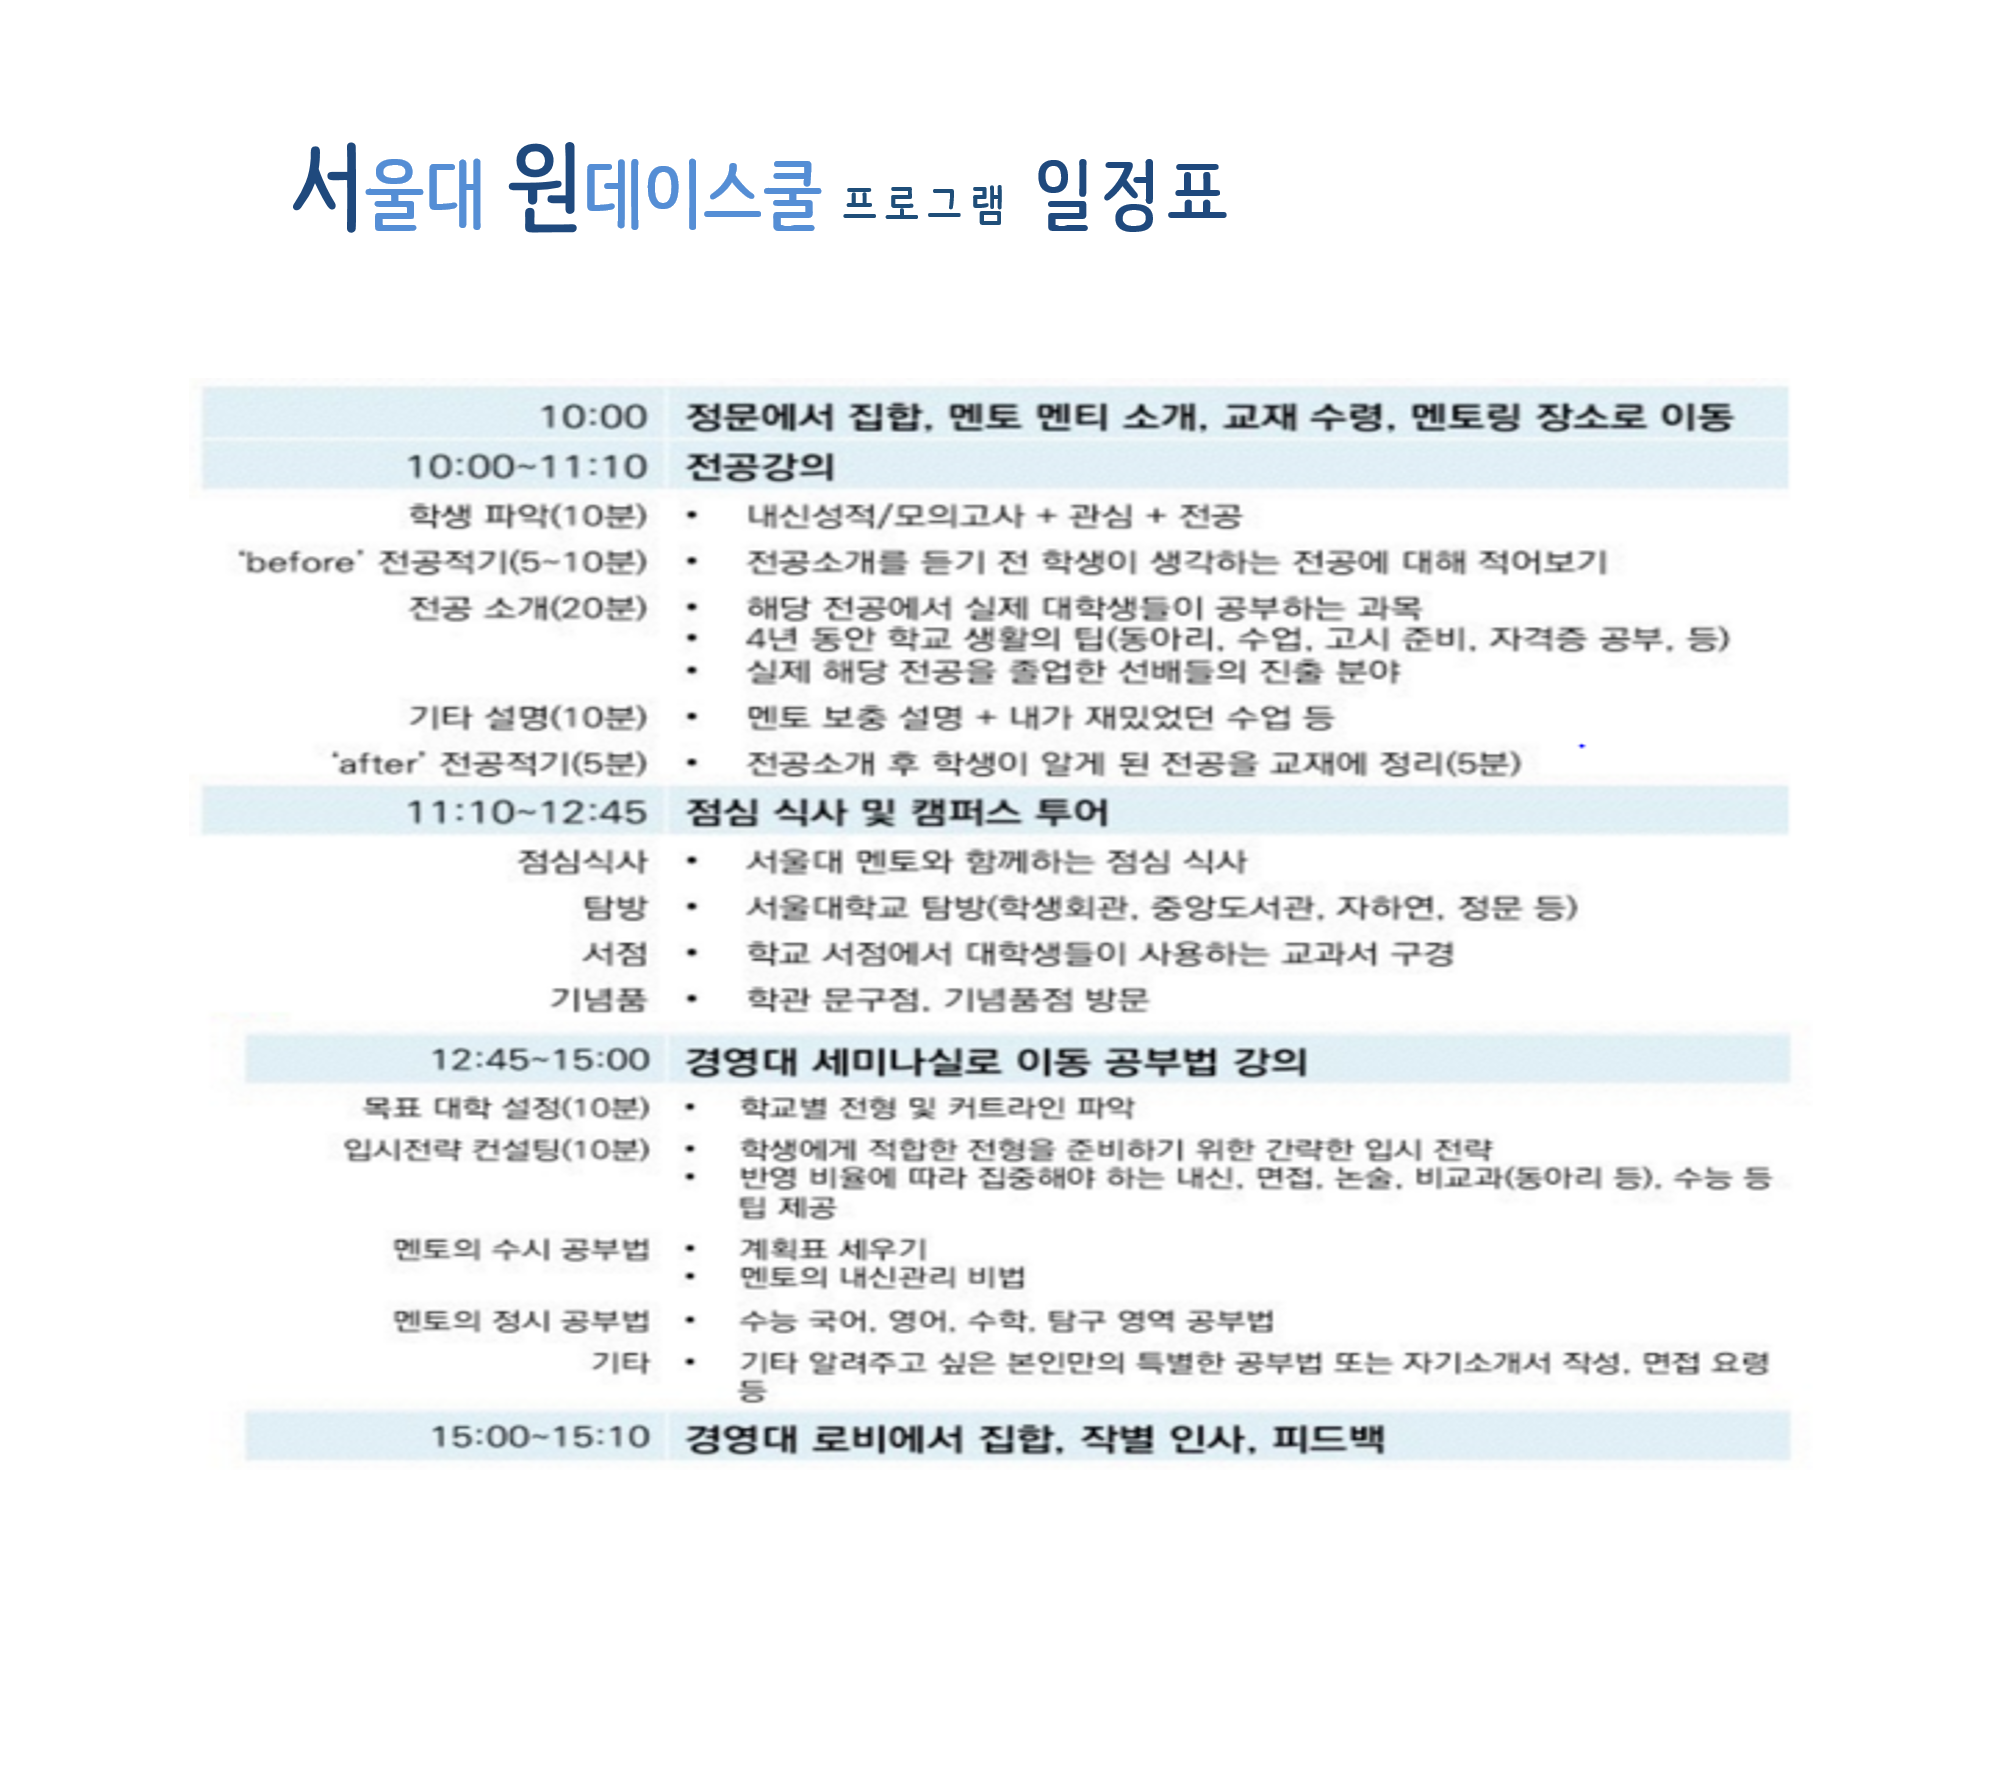 서울대 원데이스쿨 프로그램 일정표
10:00 정문에서 집합, 멘토 멘티 소개, 교재 수령, 멘토링 장소로 이동
10:00~11:10 전공강의
학생 파악(10분) • 내신성적/모의고사 + 관심 + 전공
‘before’ 전공적기(5~10분) • 전공소개를 듣기 전 학생이 생각하는 전공에 대해 적어보기
전공 소개(20분) • 해당 전공에서 실제 대학생들이 공부하는 과목
• 4년 동안 학교 생활의 팁(동아리, 수업, 고시 준비, 자격증 공부, 등)
• 실제 해당 전공을 졸업한 선배들의 진출 분야
기타 설명(10분) • 멘토 보충 설명 + 내가 재밌었던 수업 등
‘after’ 전공적기(5분) • 전공소개 후 학생이 알게 된 전공을 교재에 정리(5분)
11:10~12:45 점심 식사 및 캠퍼스 투어
점심식사 • 서울대 멘토와 함께하는 점심 식사
탐방 • 서울대학교 탐방(학생회관, 중앙도서관, 자하연, 정문 등)
서점 • 학교 서점에서 대학생들이 사용하는 교과서 구경
기념품 • 학관 문구점, 기념품점 방문
12:45~15:00 경영대 세미나실로 이동 공부법 강의
목표 대학 설정(10분) • 학교별 전형 및 커트라인 파악
입시전략 컨설팅(10분) • 학생에게 적합한 전형을 준비하기 위한 간략한 입시 전략
• 반영 비율에 따라 집중해야 하는 내신, 면접, 논술, 비교과(동아리 등), 수능 등
팁 제공
멘토의 수시 공부법 • 계획표 세우기
• 멘토의 내신관리 비법
멘토의 정시 공부법 • 수능 국어, 영어, 수학, 탐구 영역 공부법
기타 • 기타 알려주고 싶은 본인만의 특별한 공부법 또는 자기소개서 작성, 면접 요령
등
15:00~15:10 경영대 로비에서 집합, 작별 인사, 피드백